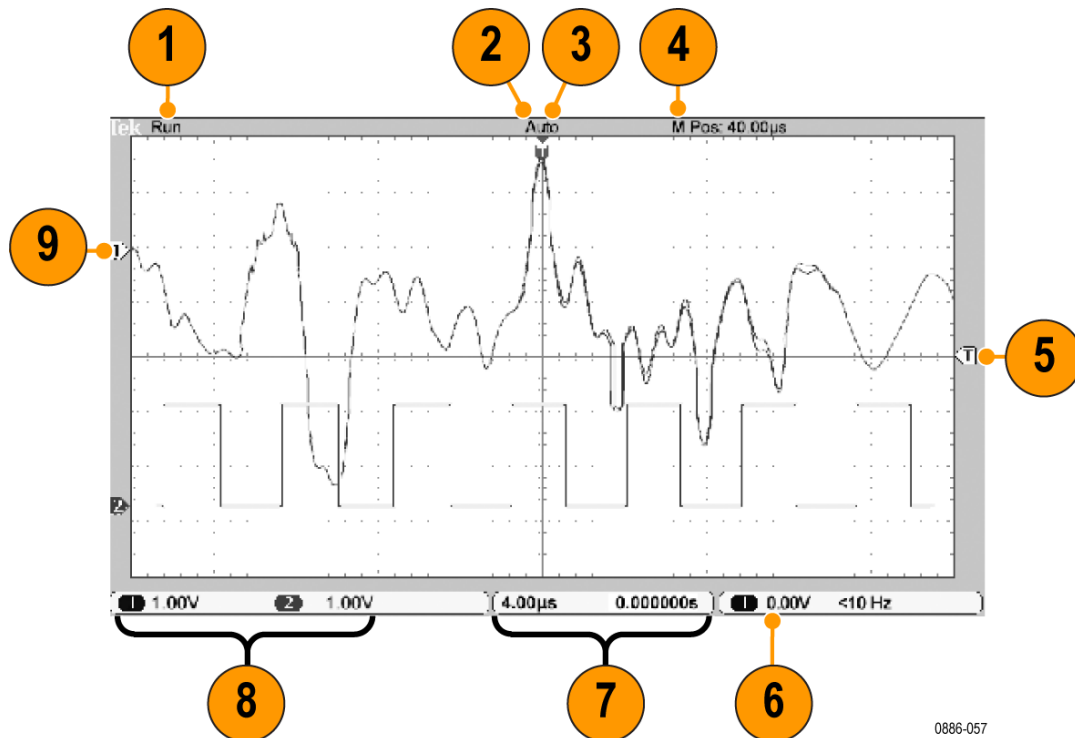 1 2 3 4
Tek Run Auto M Pos: 40.00µs
T
9 1
T 5
2
1 1.00V 2 1.00V 4.00µs 0.000000s 1 0.00V <10 Hz
8 7 6
0886-057